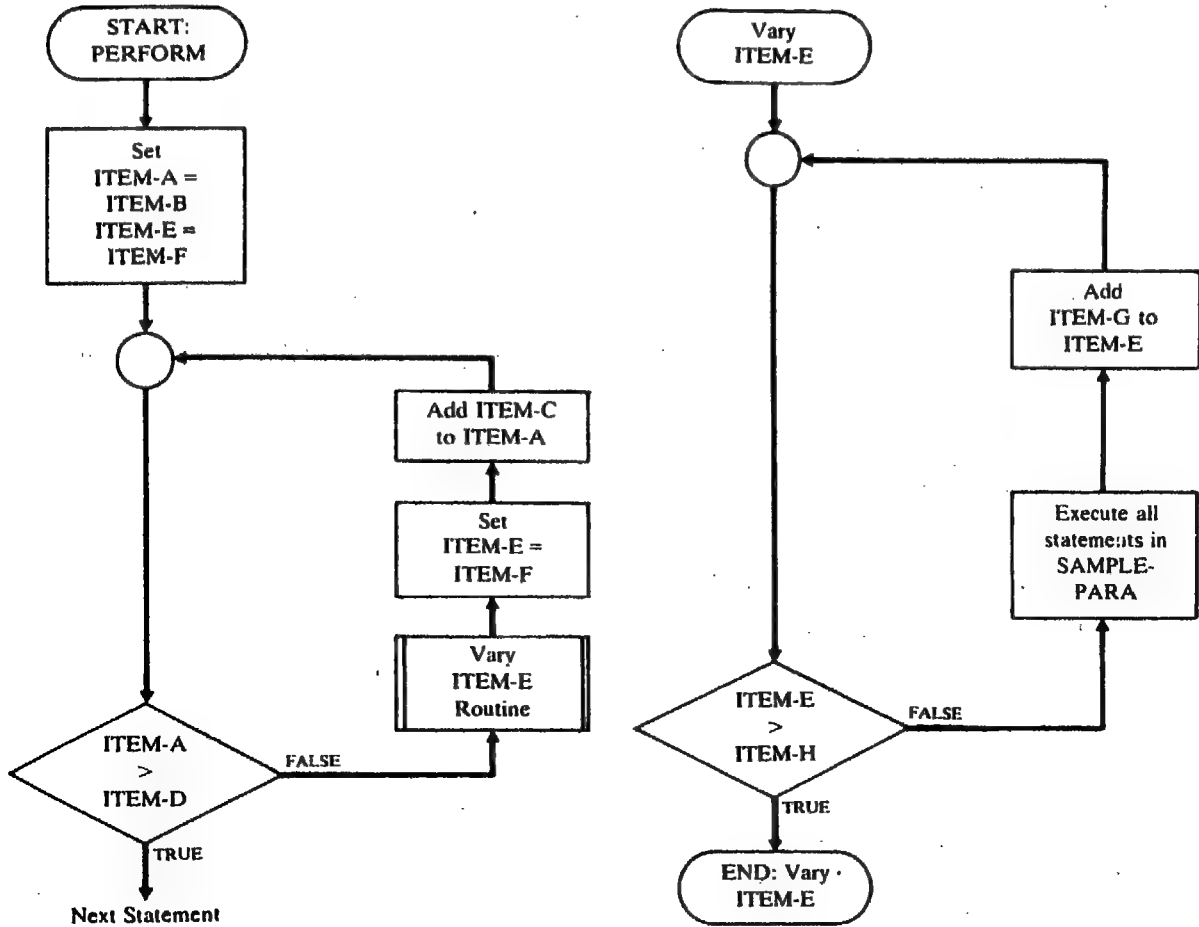 START:
PERFORM
Set
ITEM-A =
ITEM-B
ITEM-E =
ITEM-F
Add ITEM-C
to ITEM-A
Set
ITEM-E =
ITEM-F
Vary
ITEM-E
Routine
ITEM-A
>
ITEM-D
FALSE
TRUE
Next Statement
Vary
ITEM-E
Add
ITEM-G to
ITEM-E
Execute all
statements in
SAMPLE-
PARA
ITEM-E
>
ITEM-H
FALSE
TRUE
END: Vary
ITEM-E